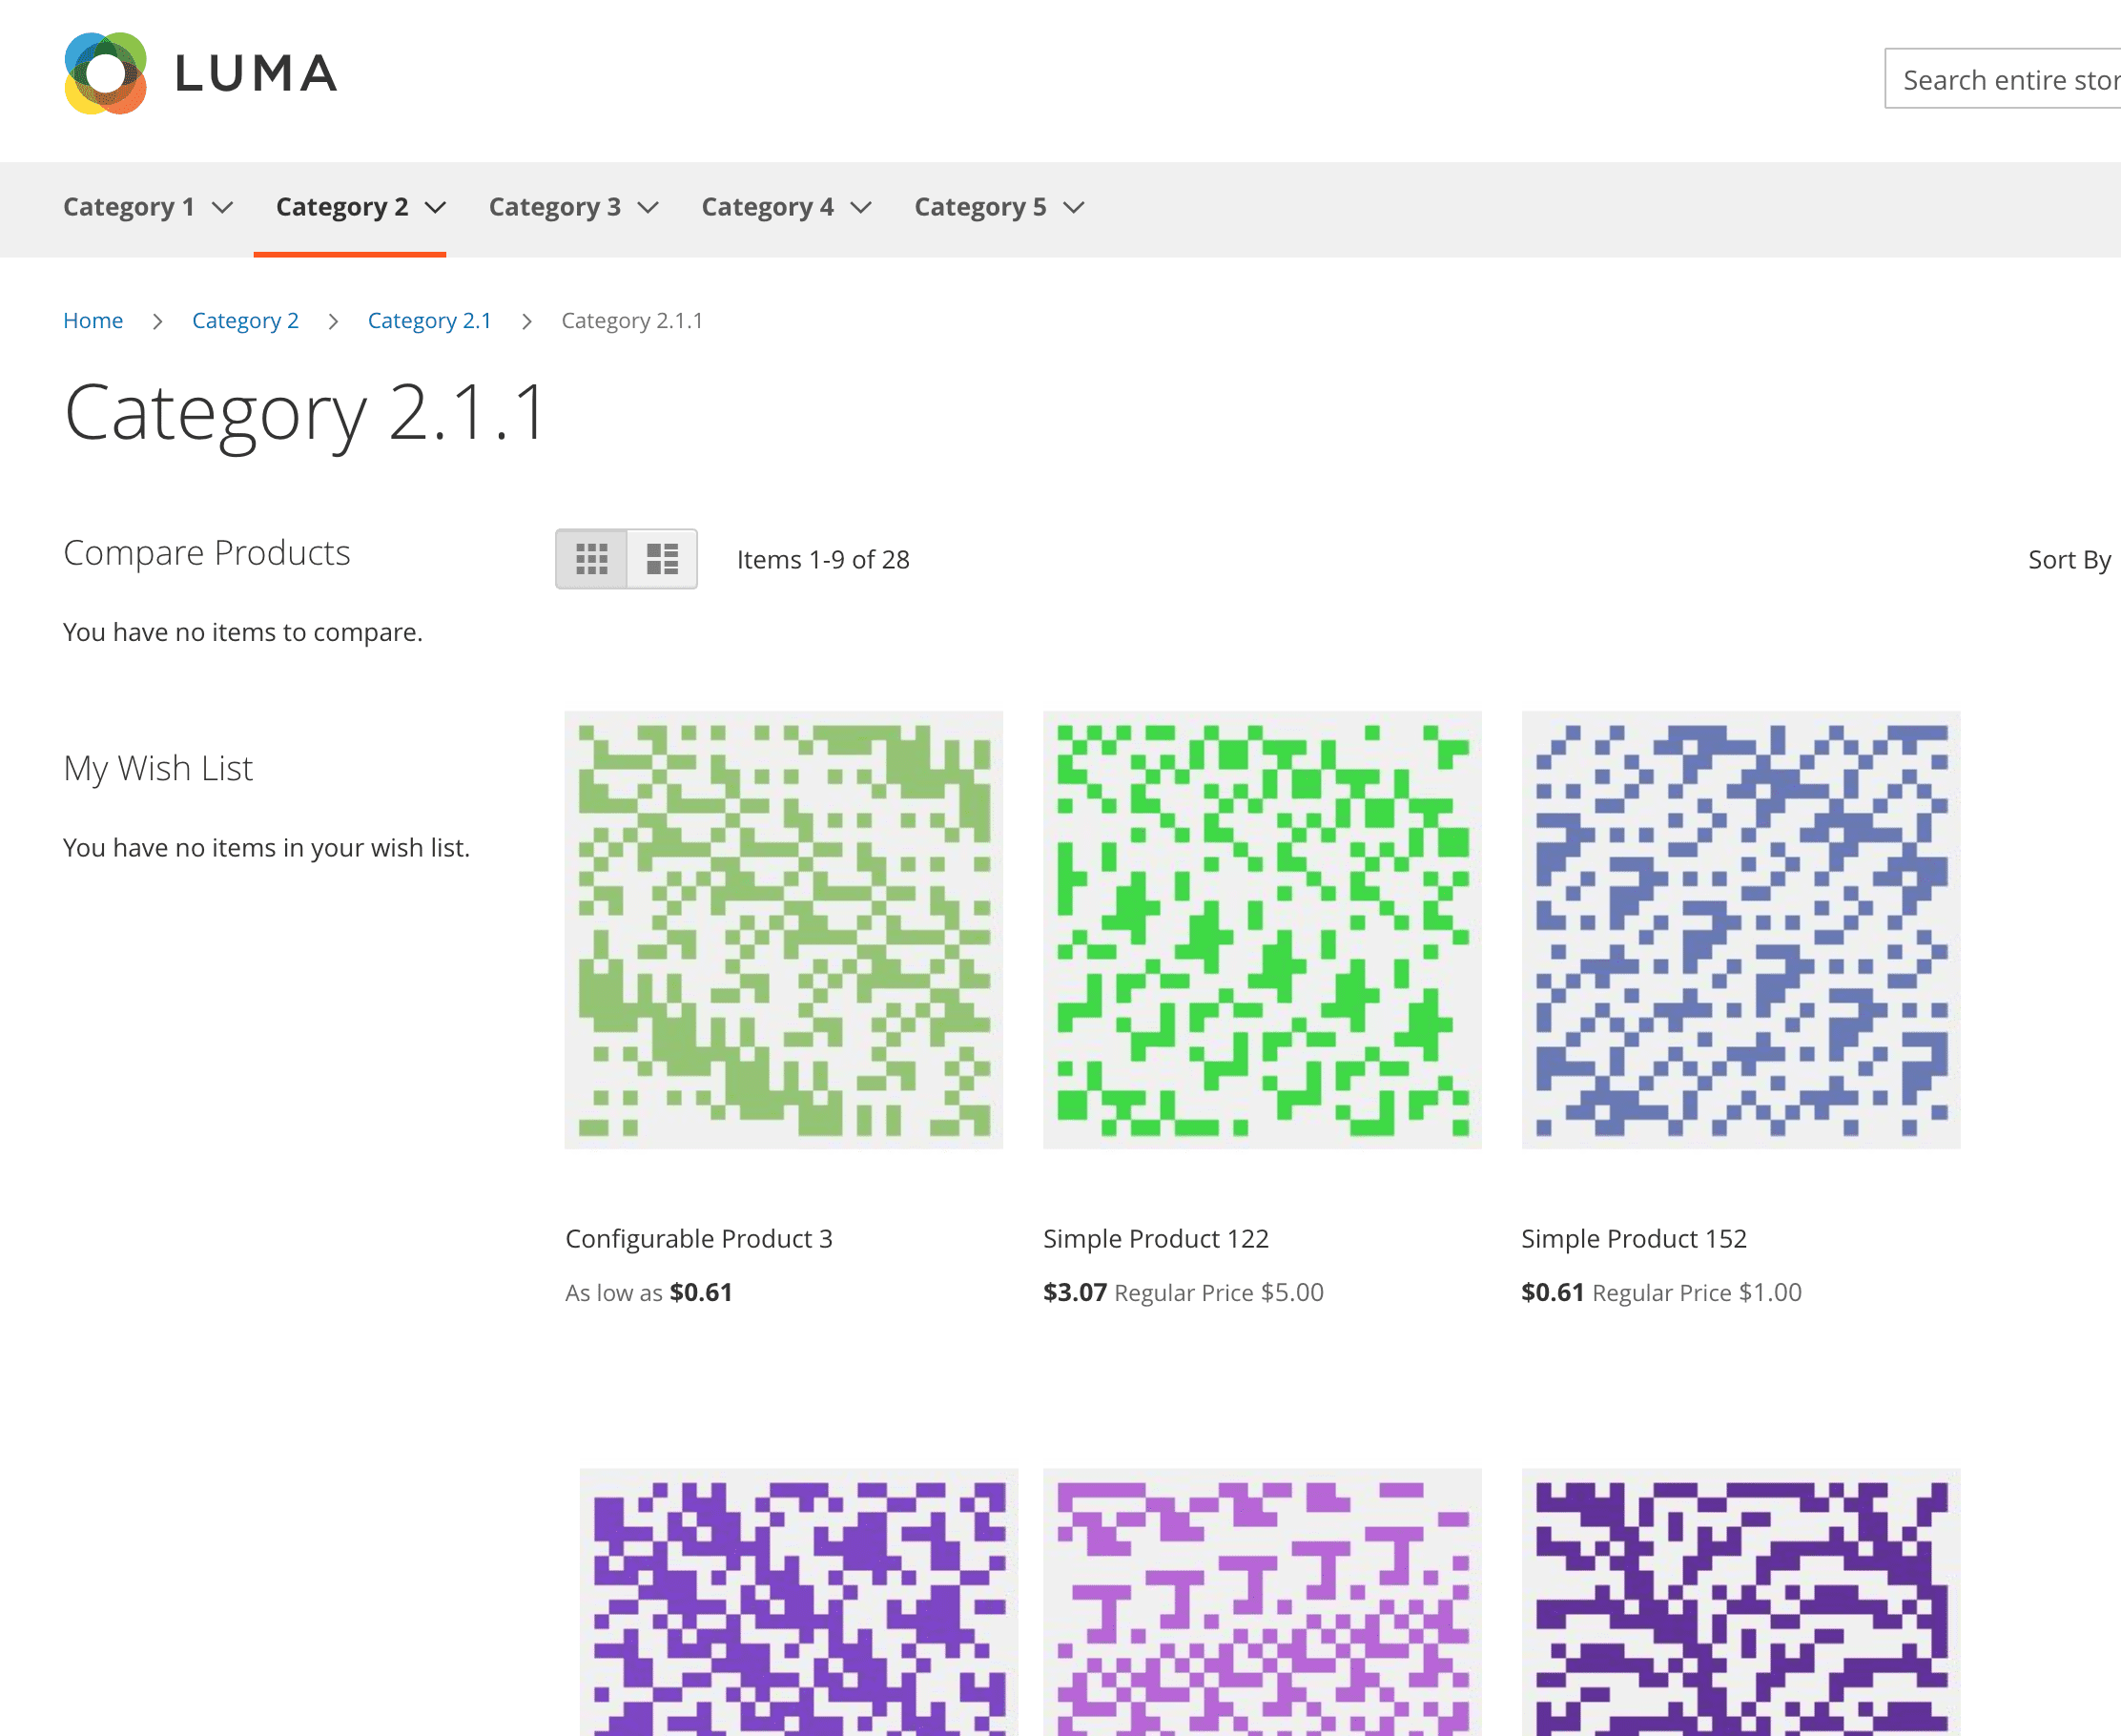 LUMA
Search entire stor
Category 1 Category 2 Category 3 Category 4 Category 5
Home Category 2 Category 2.1 Category 2.1.1
Category 2.1.1
Compare Products
You have no items to compare.
My Wish List
You have no items in your wish list.
Items 1-9 of 28
Sort By
Configurable Product 3
As low as $0.61
Simple Product 122
$3.07 Regular Price $5.00
Simple Product 152
$0.61 Regular Price $1.00